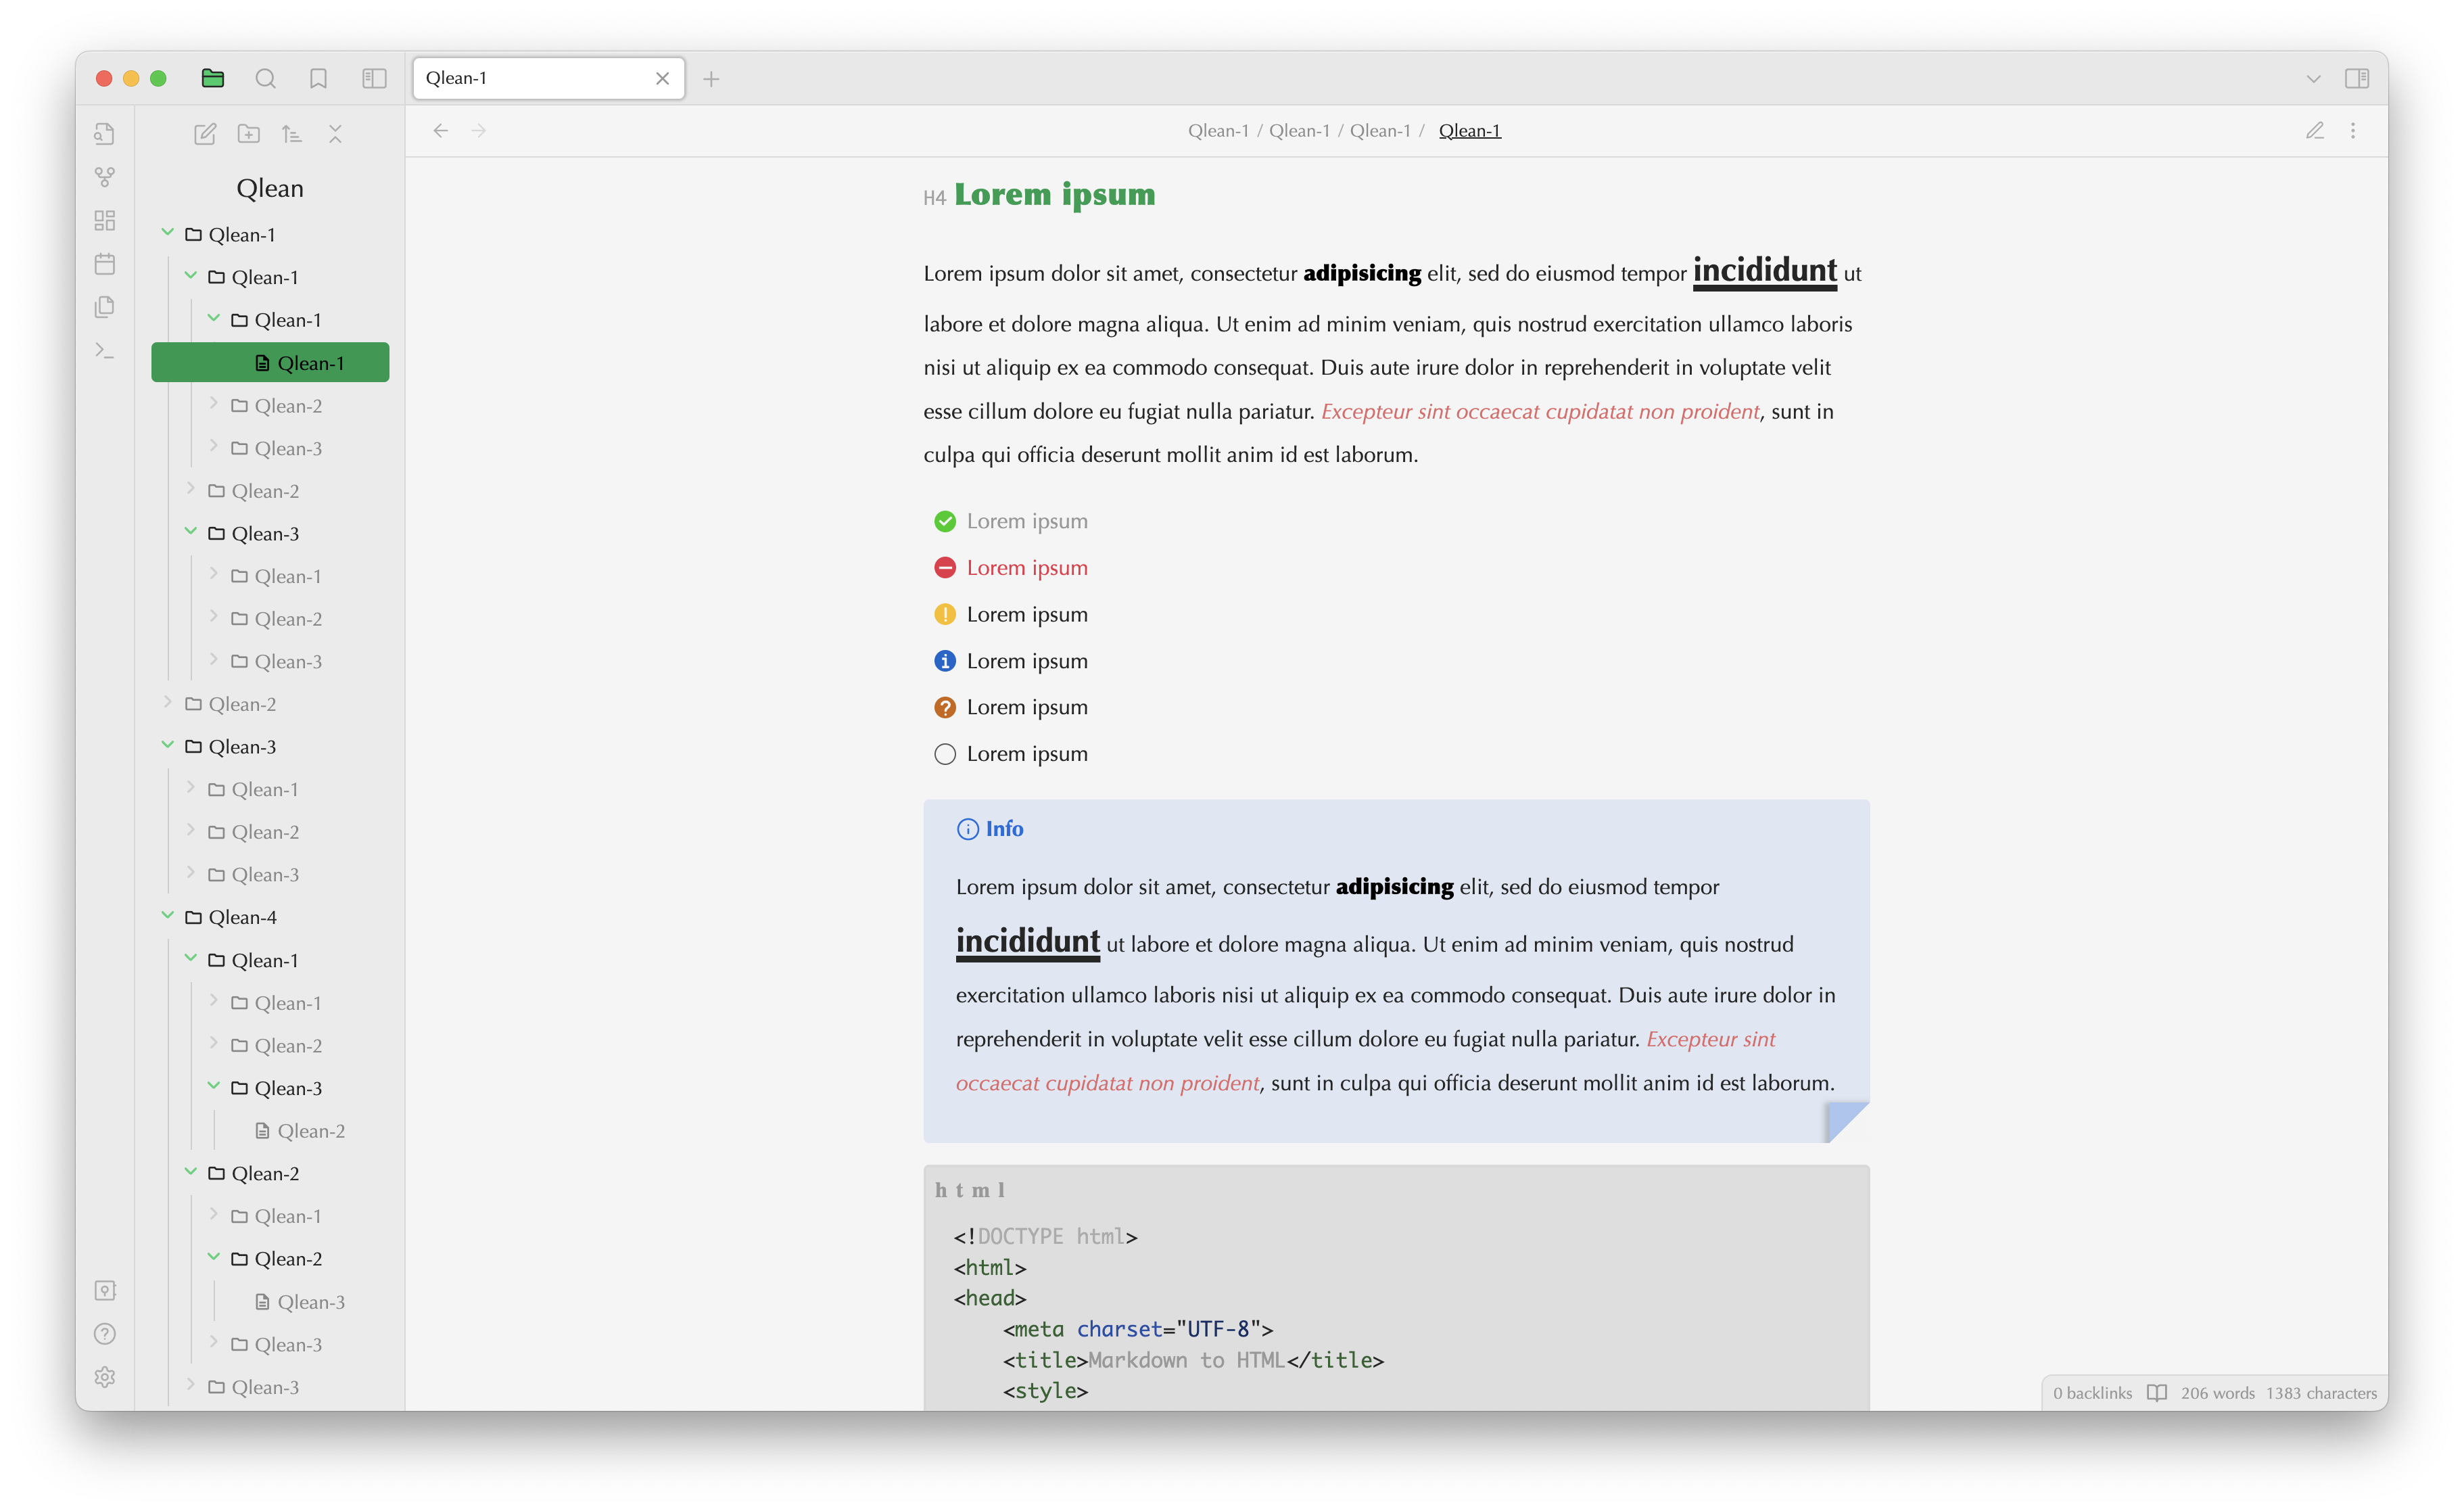 Qlean-1
Qlean-1 / Qlean-1 / Qlean-1 / Qlean-1
Qlean
Qlean-1
Qlean-1
Qlean-1
Qlean-1
Qlean-2
Qlean-3
Qlean-2
Qlean-3
Qlean-1
Qlean-2
Qlean-3
Qlean-2
Qlean-3
Qlean-1
Qlean-2
Qlean-3
Qlean-4
Qlean-1
Qlean-1
Qlean-2
Qlean-3
Qlean-2
Qlean-2
Qlean-1
Qlean-2
Qlean-3
Qlean-3
Qlean-3
H4 Lorem ipsum
Lorem ipsum dolor sit amet, consectetur adipisicing elit, sed do eiusmod tempor incididunt ut
labore et dolore magna aliqua. Ut enim ad minim veniam, quis nostrud exercitation ullamco laboris
nisi ut aliquip ex ea commodo consequat. Duis aute irure dolor in reprehenderit in voluptate velit
esse cillum dolore eu fugiat nulla pariatur. Excepteur sint occaecat cupidatat non proident, sunt in
culpa qui officia deserunt mollit anim id est laborum.
Lorem ipsum
Lorem ipsum
Lorem ipsum
Lorem ipsum
Lorem ipsum
Lorem ipsum
Info
Lorem ipsum dolor sit amet, consectetur adipisicing elit, sed do eiusmod tempor
incididunt ut labore et dolore magna aliqua. Ut enim ad minim veniam, quis nostrud
exercitation ullamco laboris nisi ut aliquip ex ea commodo consequat. Duis aute irure dolor in
reprehenderit in voluptate velit esse cillum dolore eu fugiat nulla pariatur. Excepteur sint
occaecat cupidatat non proident, sunt in culpa qui officia deserunt mollit anim id est laborum.
html
<!DOCTYPE html>
<html>
<head>
    <meta charset="UTF-8">
    <title>Markdown to HTML</title>
    <style>
0 backlinks 206 words 1383 characters